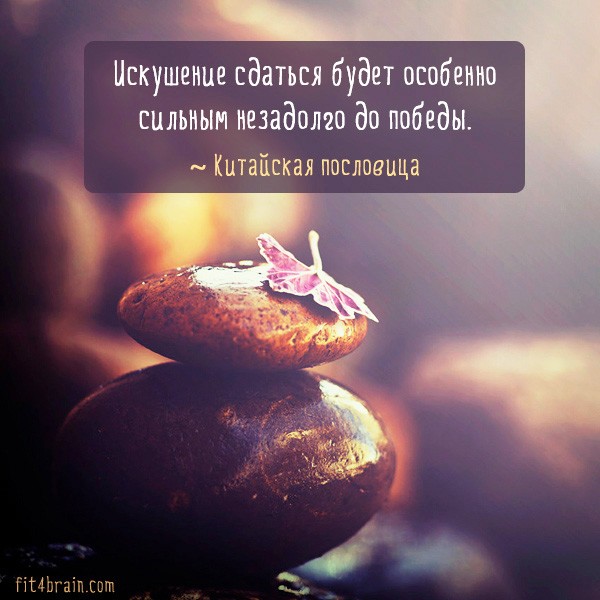 Искушение сдаться будет особенно
сильным незадолго до победы.
~ Китайская пословица
fit4brain.com